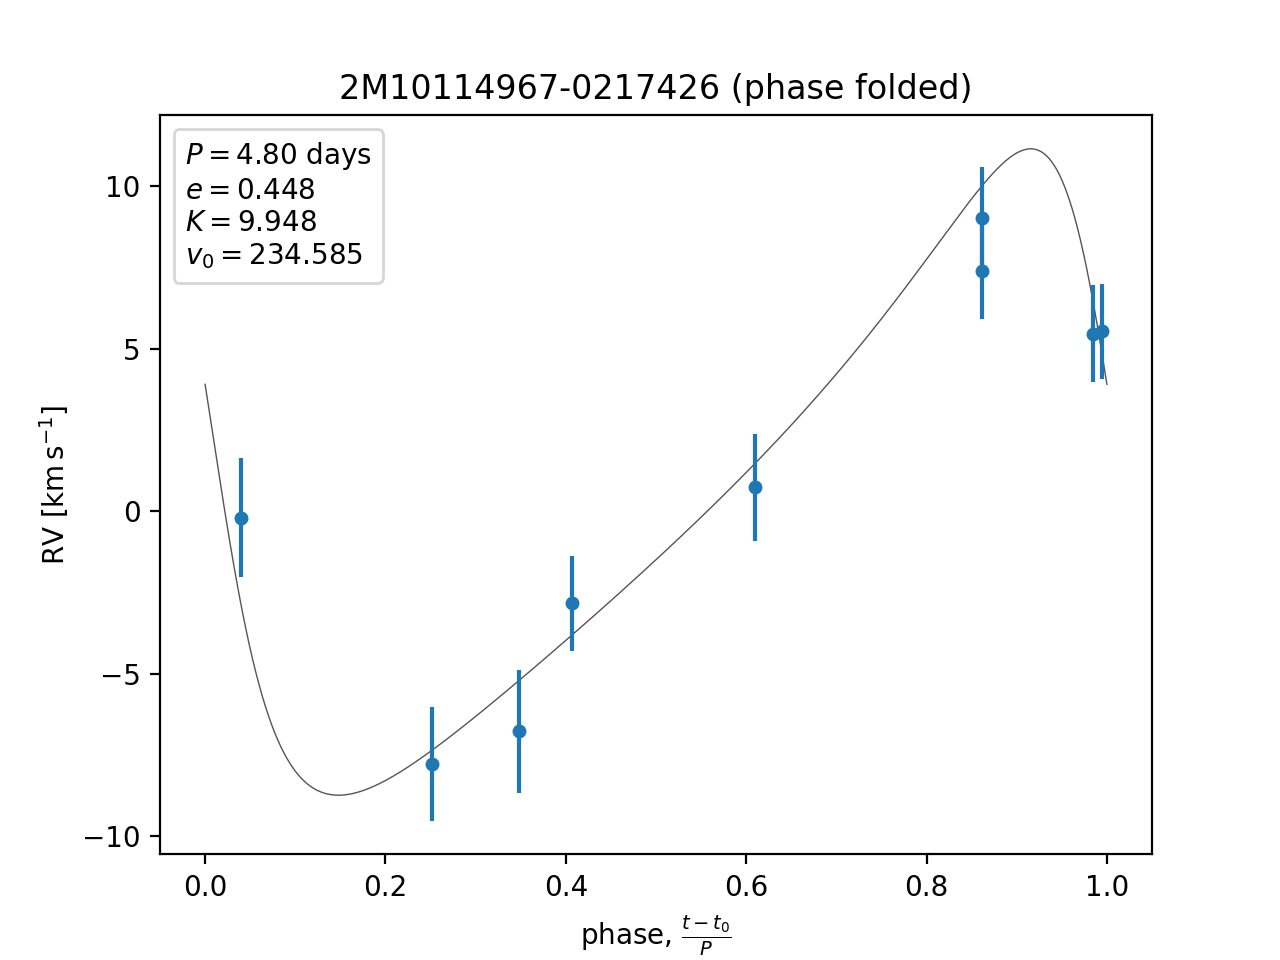 2M10114967-0217426 (phase folded)
P = 4.80 days
e = 0.448
K = 9.948
v₀ = 234.585
10
5
0
−5
−10
RV [km s⁻¹]
0.0 0.2 0.4 0.6 0.8 1.0
phase, (t − t₀)/P